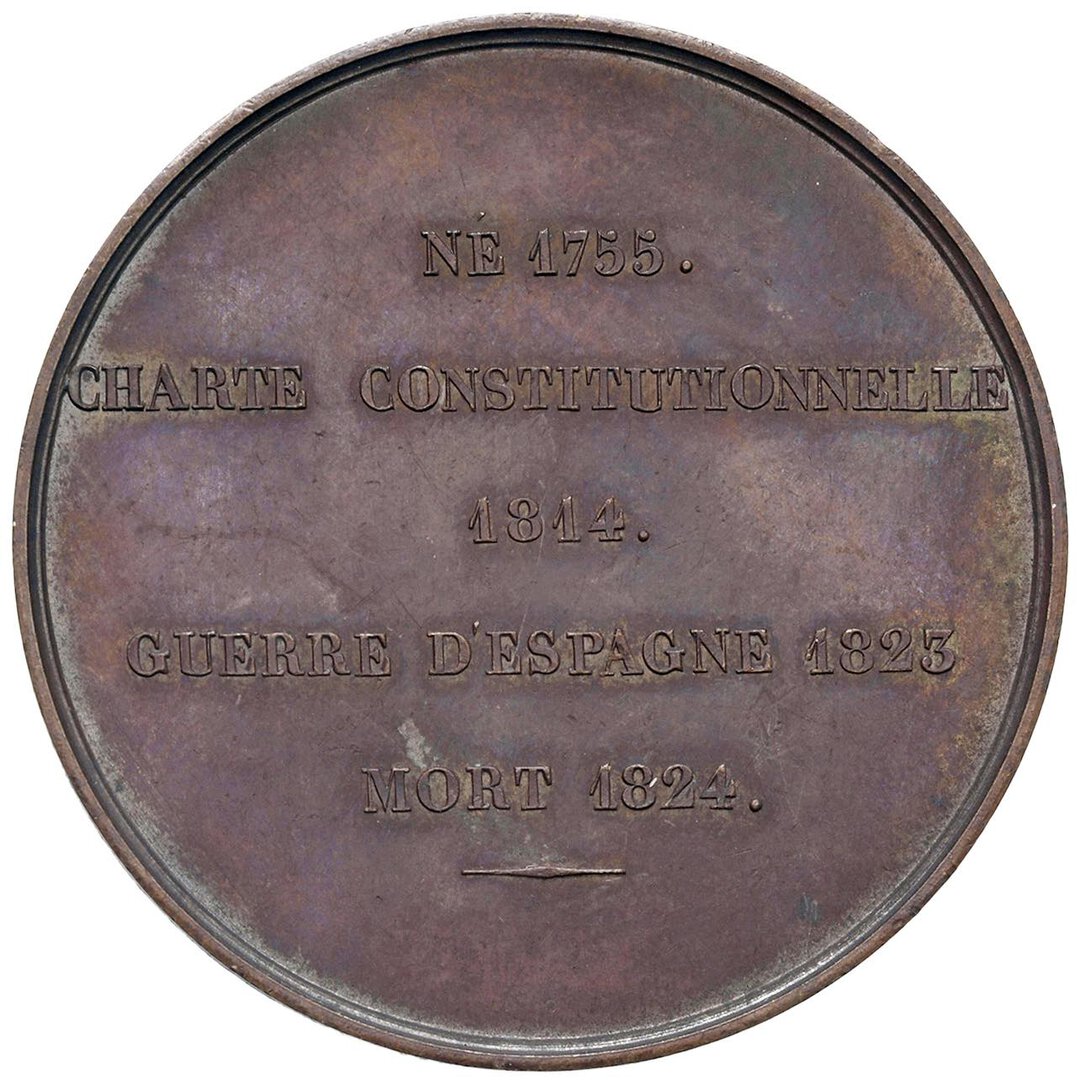 NÉ 1755.
CHARTE CONSTITUTIONNELLE
1814.
GUERRE D'ESPAGNE 1823
MORT 1824.